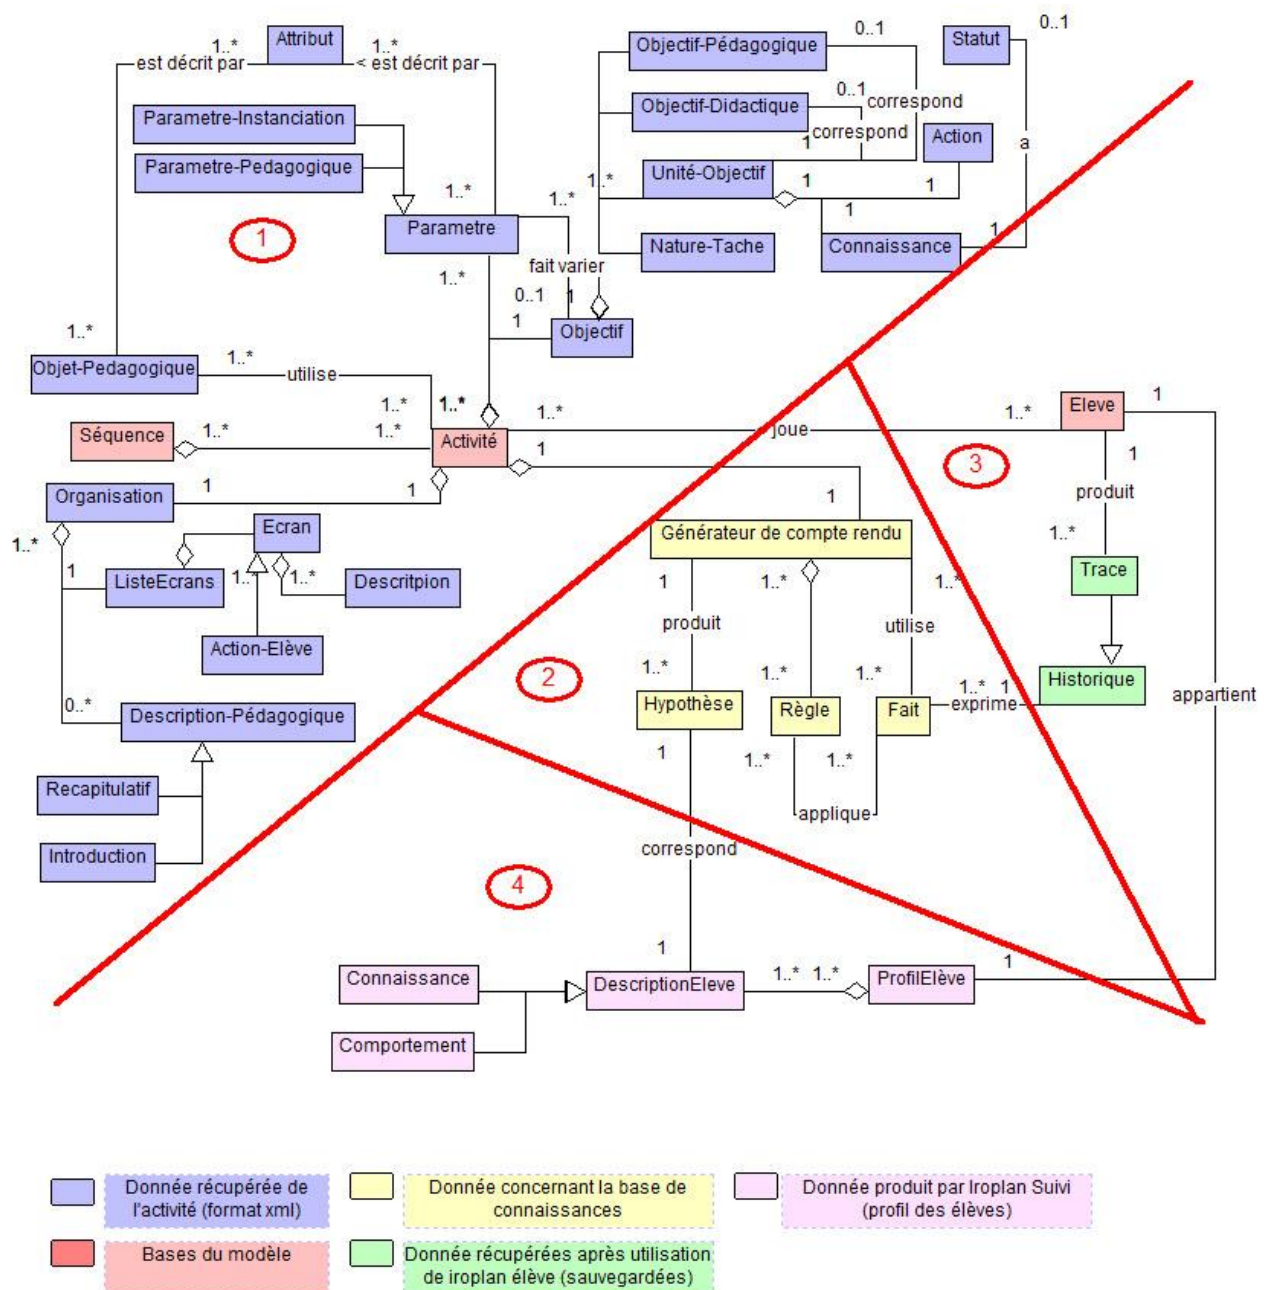 1..*
Attribut
1..*
est décrit par
< est décrit par
Parametre-Instanciation
Parametre-Pedagogique
1
1..*
1..*
Parametre
fait varier
1..*
0..1
1
1
Objectif
Objectif-Pédagogique
0..1
Statut
0..1
Objectif-Didactique
0..1
correspond
correspond
1
Action
a
Unité-Objectif
1..*
1
1
1
1
Nature-Tache
Connaissance
1..*
Objet-Pedagogique
1..*
utilise
1..*
1..*
1..*
Séquence
1..*
1..*
Activité
1
joue
1..*
Eleve
1
3
1
produit
1..*
Trace
Organisation
1
1
1..*
Ecran
1
ListeEcrans
1..*
1..*
Descritpion
Action-Elève
1
Générateur de compte rendu
1
1..*
1..*
produit
utilise
2
1..*
1..*
1..*
Hypothèse
Règle
Fait
1..*
1
exprime
Historique
appartient
0..*
Description-Pédagogique
1
1..*
1..*
Recapitulatif
applique
Introduction
correspond
4
1
1
Connaissance
DescriptionEleve
1..*
1..*
ProfilElève
Comportement
Donnée récupérée de
l'activité (format xml)
Donnée concernant la base de
connaissances
Donnée produit par Iroplan Suivi
(profil des élèves)
Bases du modèle
Donnée récupérées après utilisation
de iroplan élève (sauvegardées)